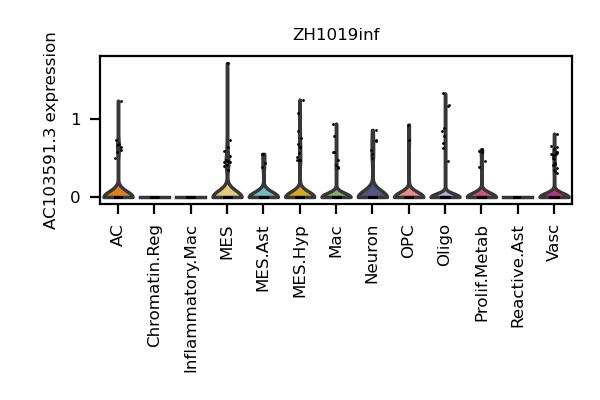 ZH1019inf
AC103591.3 expression
1
0
AC
Chromatin.Reg
Inflammatory.Mac
MES
MES.Ast
MES.Hyp
Mac
Neuron
OPC
Oligo
Prolif.Metab
Reactive.Ast
Vasc